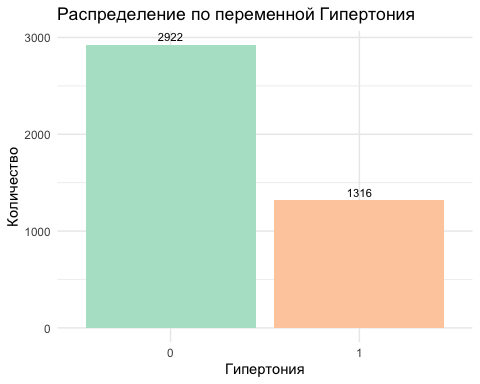 Распределение по переменной Гипертония
3000
2000
1000
0
Количество
2922
1316
0
1
Гипертония